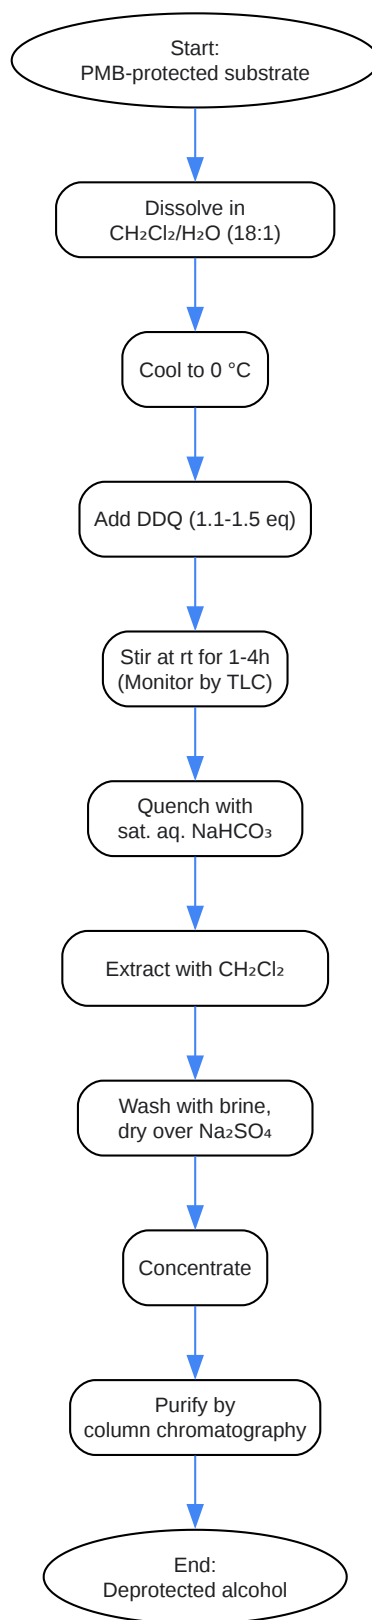 Start:
PMB-protected substrate
Dissolve in
CH₂Cl₂/H₂O (18:1)
Cool to 0 °C
Add DDQ (1.1-1.5 eq)
Stir at rt for 1-4h
(Monitor by TLC)
Quench with
sat. aq. NaHCO₃
Extract with CH₂Cl₂
Wash with brine,
dry over Na₂SO₄
Concentrate
Purify by
column chromatography
End:
Deprotected alcohol